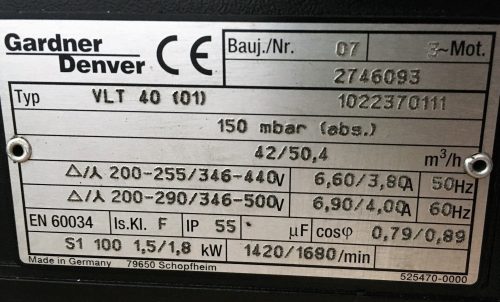 Gardner Denver CE Bauj./Nr. 07 3~Mot.
2746093
Typ VLT 40 (01) 1022370111
150 mbar (abs.)
42/50,4 m³/h
△/⅄ 200-255/346-440V 6,60/3,80A 50Hz
△/⅄ 200-290/346-500V 6,90/4,00A 60Hz
EN 60034 Is.Kl. F IP 55 µF cosφ 0,79/0,89
S1 100 1,5/1,8 kW 1420/1680/min
Made in Germany 79650 Schopfheim 525470-0000